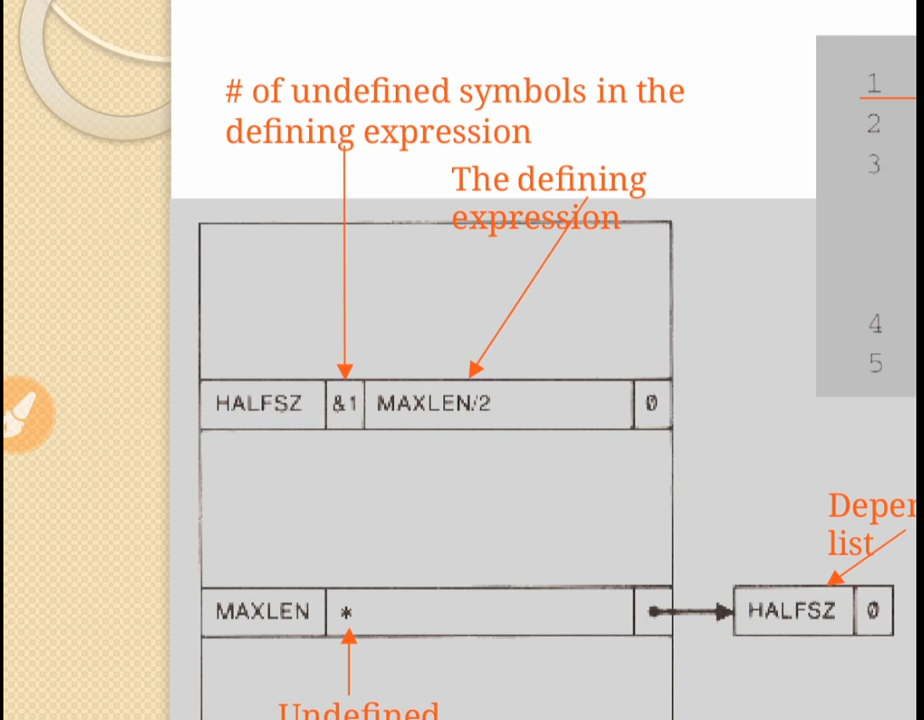 # of undefined symbols in the
defining expression
The defining
expression
1
2
3
4
5
HALFSZ &1 MAXLEN/2 0
list
MAXLEN * HALFSZ 0
Undefined